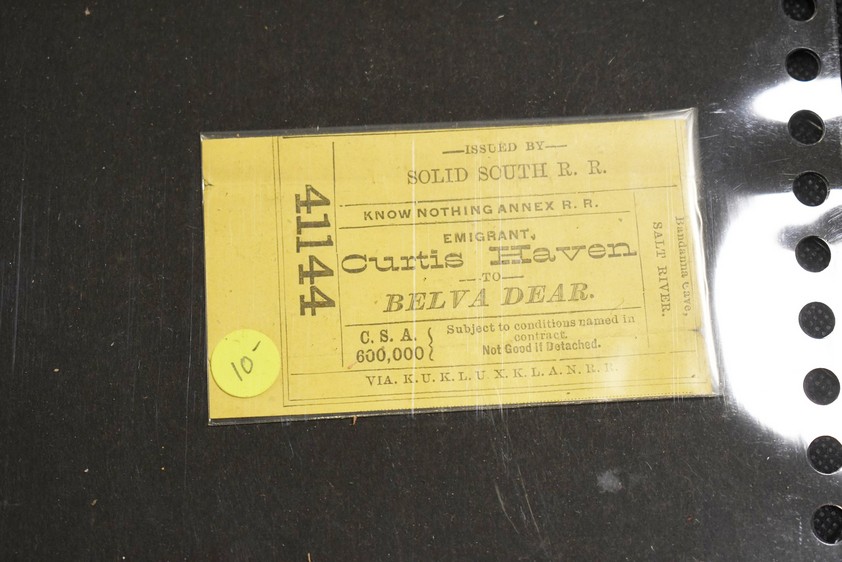 —ISSUED BY—
SOLID SOUTH R. R.
KNOW NOTHING ANNEX R. R.
EMIGRANT,
Curtis Haven
—TO—
BELVA DEAR.
C. S. A.
600,000
Subject to conditions named in
contract.
Not Good if Detached.
VIA. K. U. K. L. U. X. K. L. A. N. R. R.
41144
Bandanna Cave,
SALT RIVER.
10-